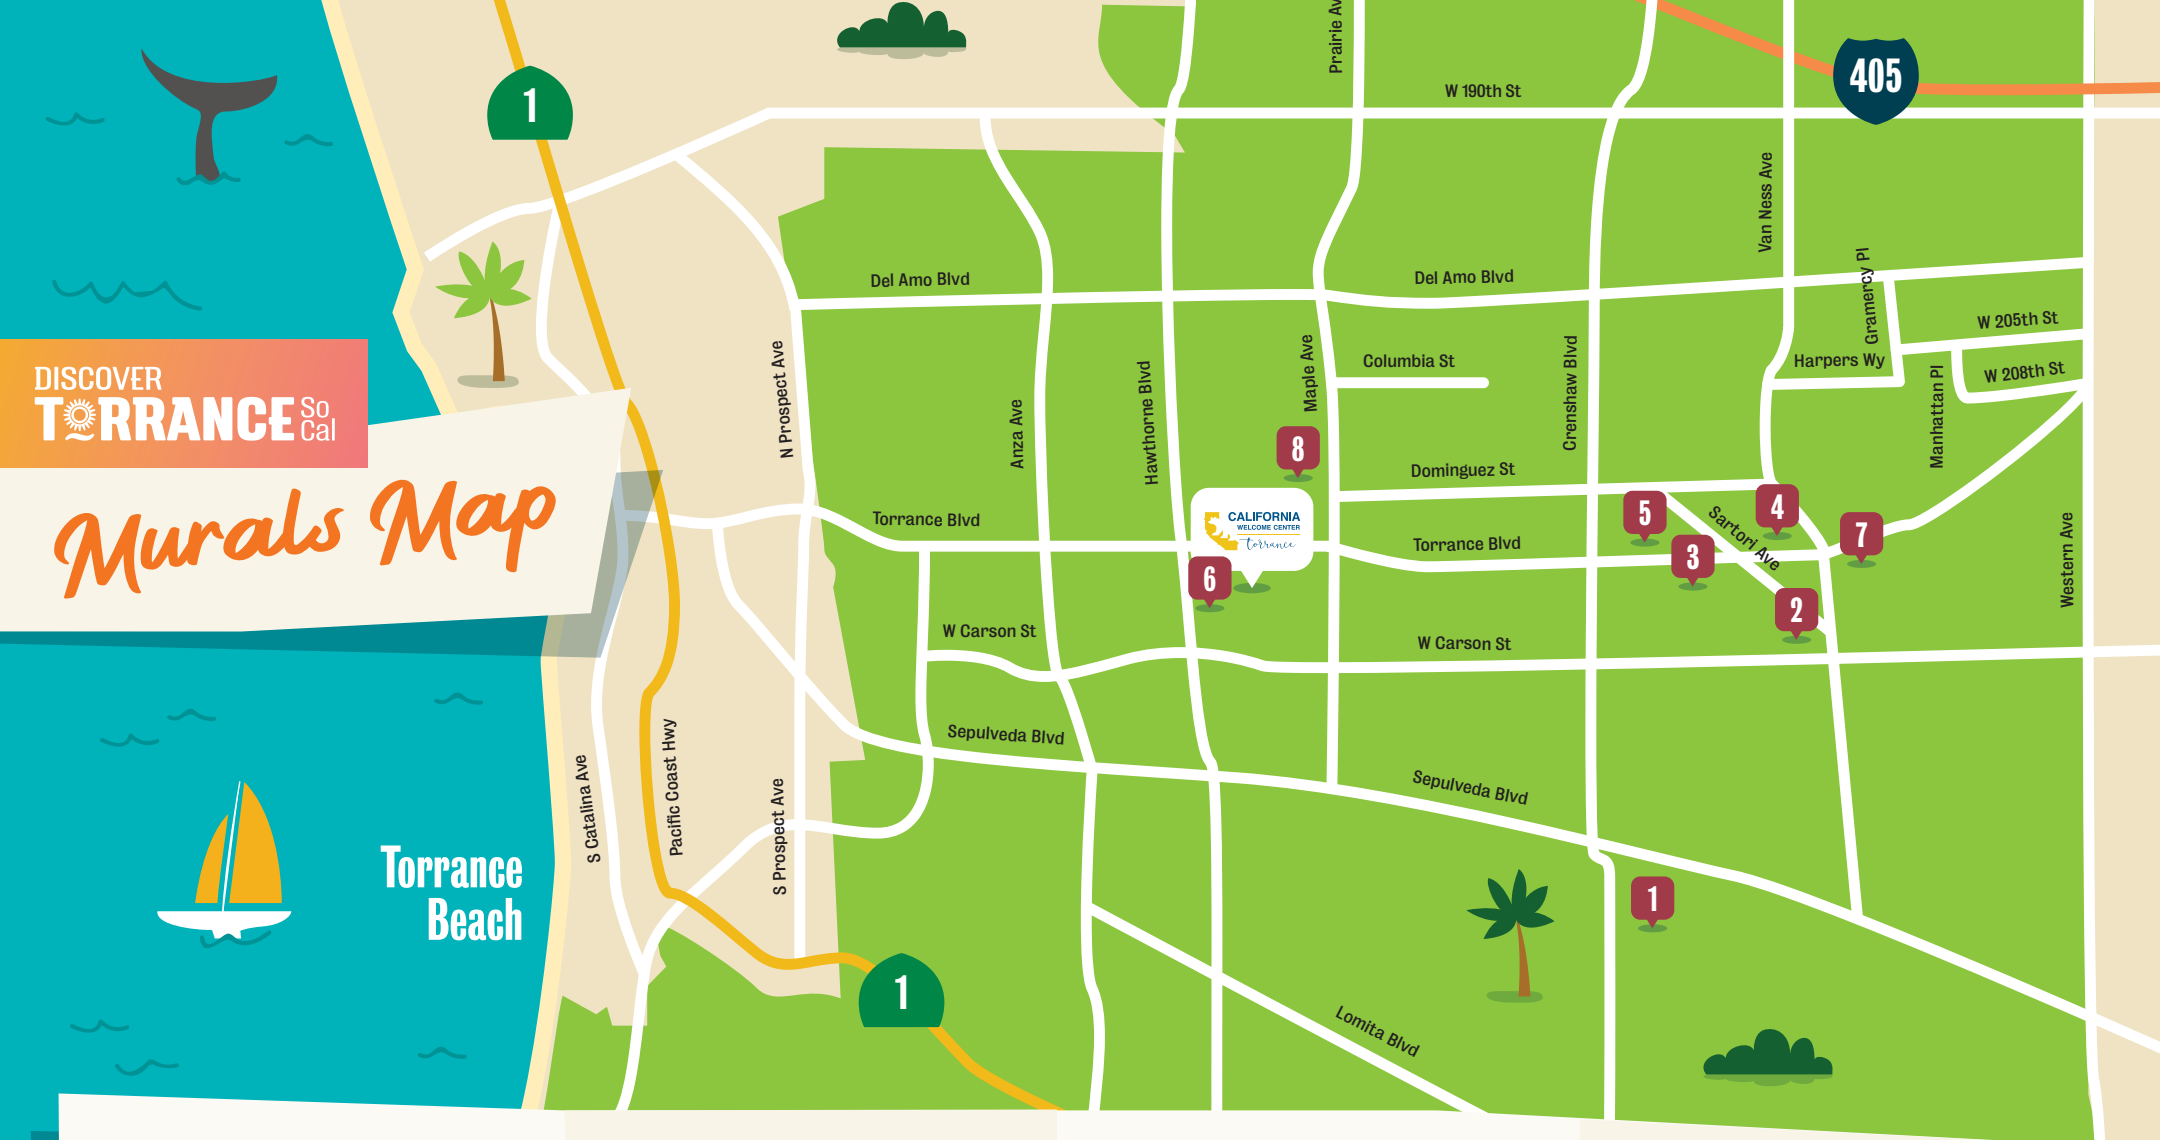 Prairie Av
1
405
W 190th St
Van Ness Ave
Gramercy Pl
Del Amo Blvd
Del Amo Blvd
W 205th St
DISCOVER
TORRANCE
So
Cal
N Prospect Ave
Anza Ave
Hawthorne Blvd
Maple Ave
Columbia St
Crenshaw Blvd
Harpers Wy
Manhattan Pl
W 208th St
8
Dominguez St
Murals Map
Torrance Blvd
CALIFORNIA
WELCOME CENTER
torrance
Torrance Blvd
5
Sartori Ave
4
7
3
6
2
Western Ave
W Carson St
W Carson St
Sepulveda Blvd
Sepulveda Blvd
S Catalina Ave
Pacific Coast Hwy
S Prospect Ave
Torrance
Beach
1
1
Lomita Blvd